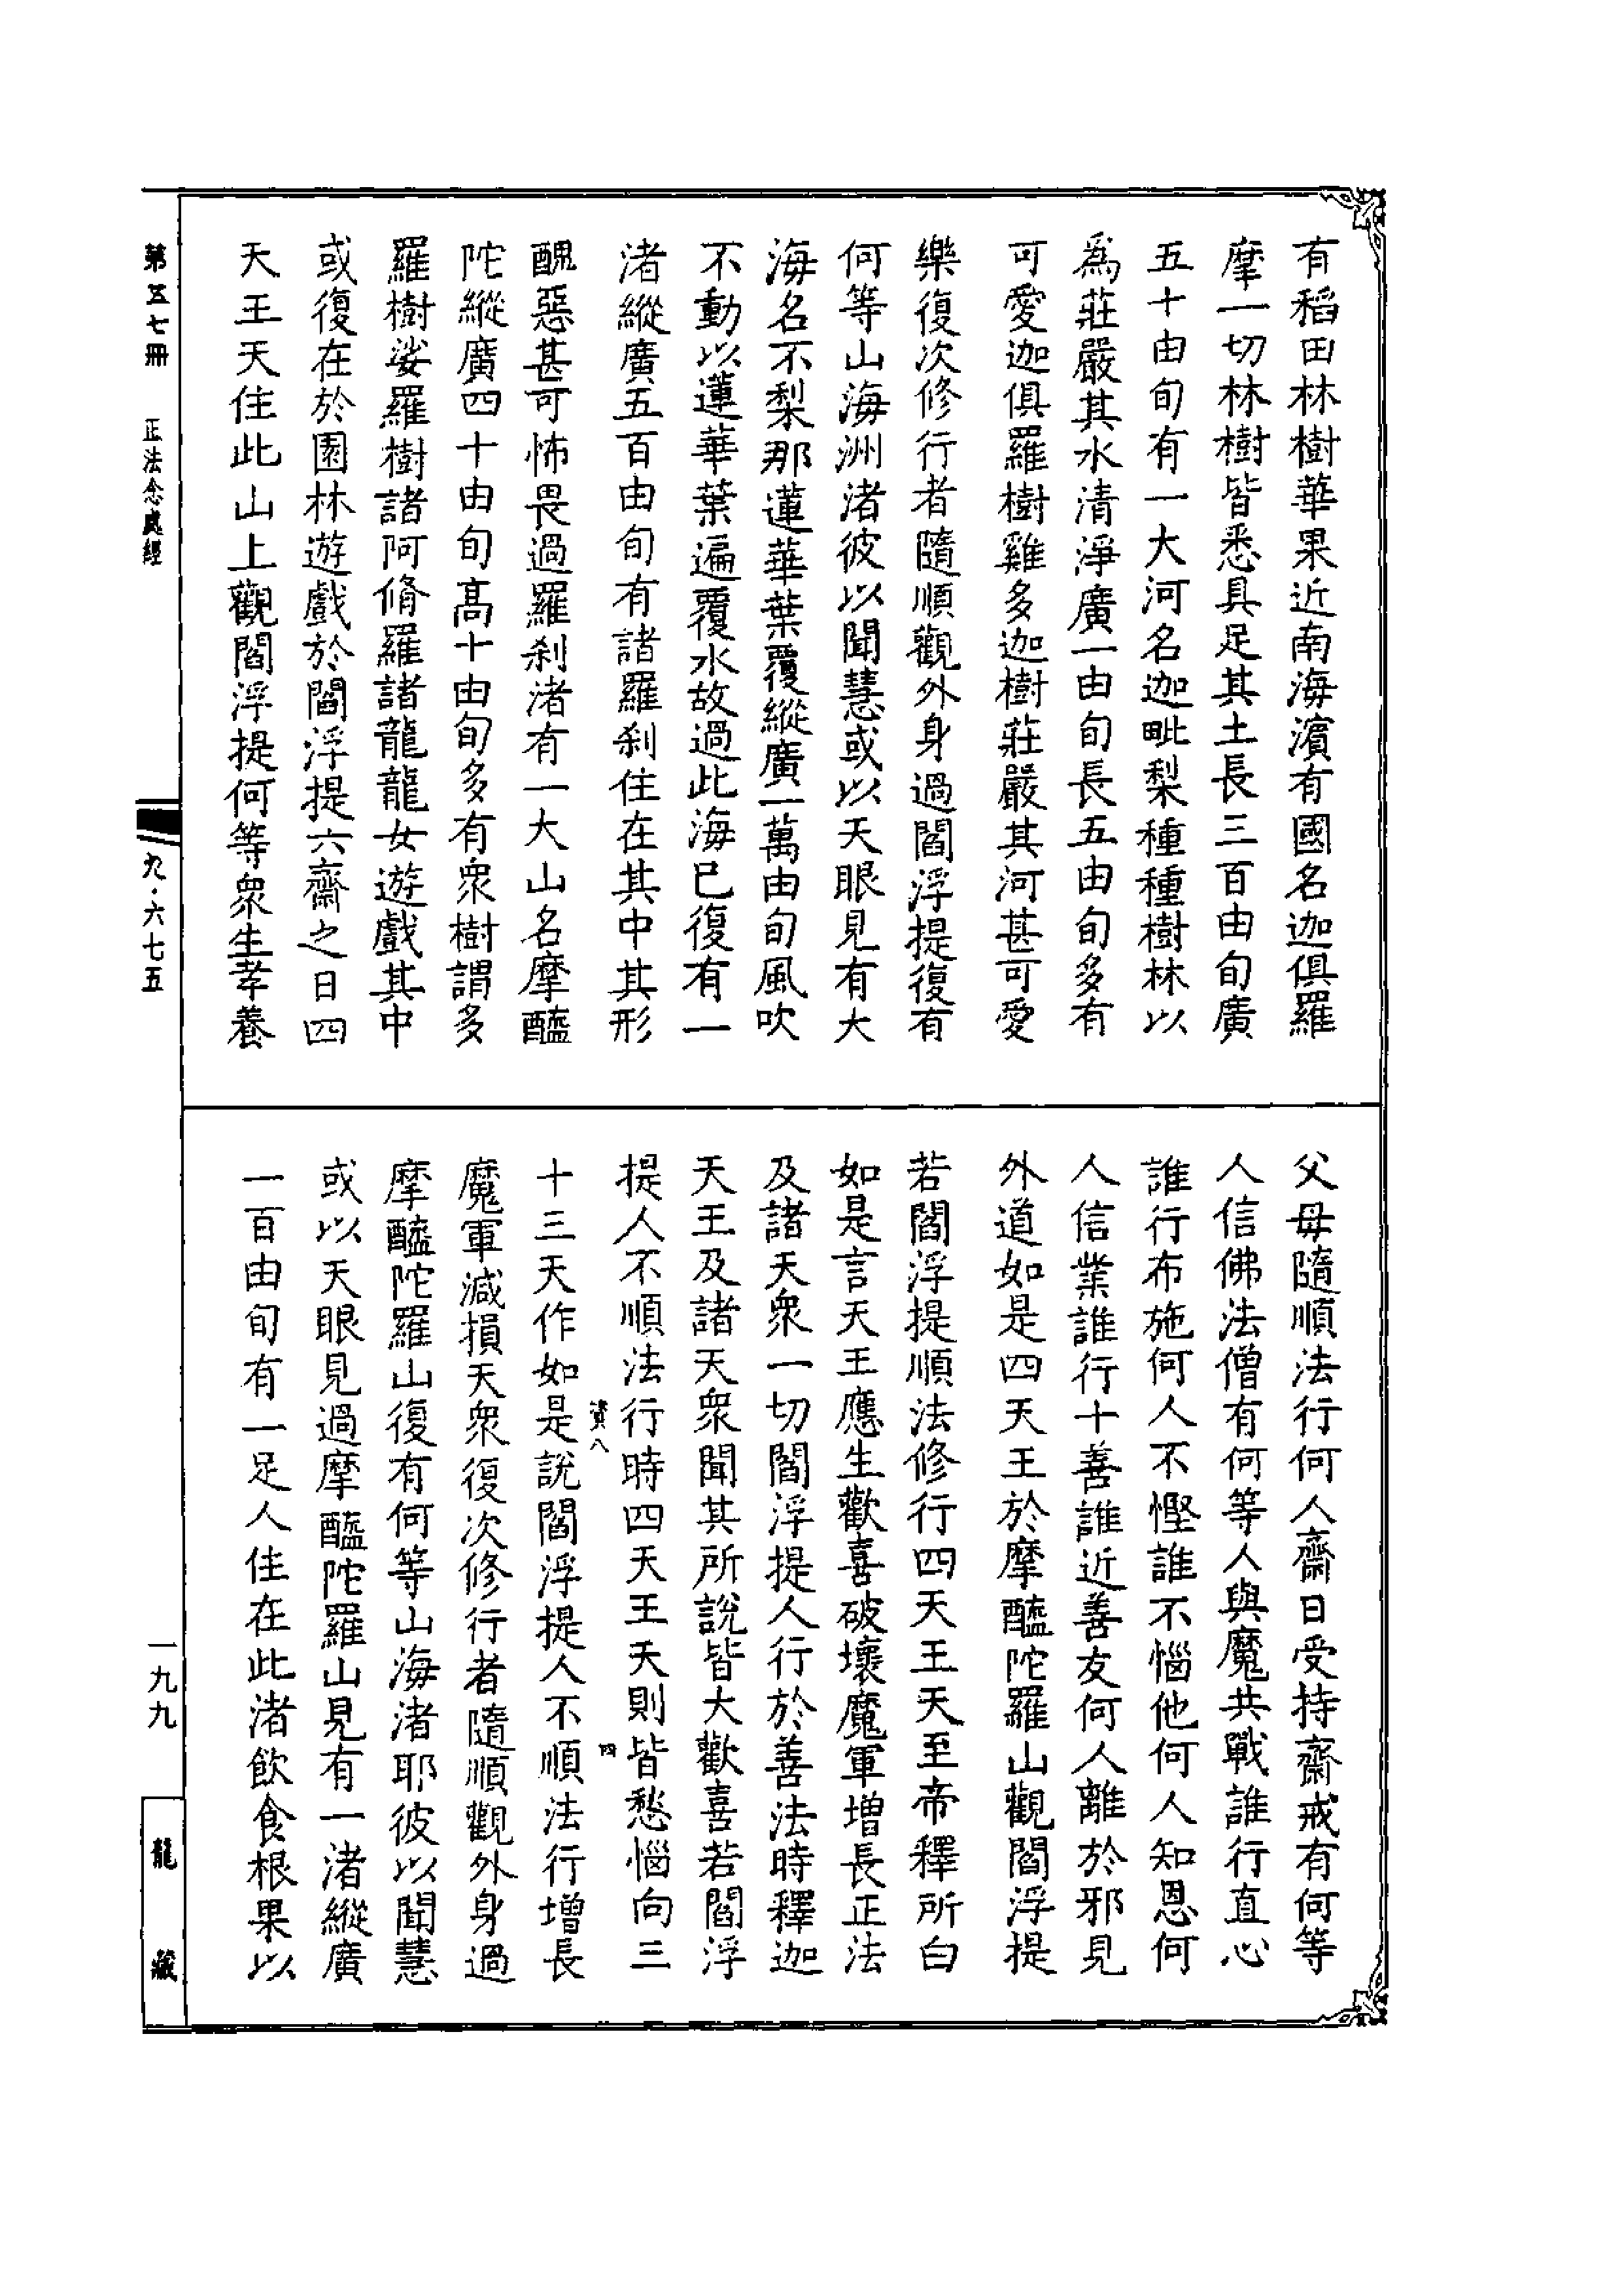 有稻田林樹華果近南海濱有國名迦俱羅
摩一切林樹皆悉具足其土長三百由旬廣
五十由旬有一大河名迦毗梨種種樹林以
爲莊嚴其水清淨廣一由旬長五由旬多有
可愛迦俱羅樹雞多迦樹莊嚴其河甚可愛
樂復次修行者隨順觀外身過閻浮提復有
何等山海洲渚彼以聞慧或以天眼見有大
海名不梨那蓮華葉覆縱廣一萬由旬風吹
不動以蓮華葉遍覆水故過此海已復有一
渚縱廣五百由旬有諸羅刹住在其中其形
醜惡甚可怖畏過羅刹渚有一大山名摩醯
陀縱廣四十由旬高十由旬多有衆樹謂多
羅樹娑羅樹諸阿脩羅諸龍龍女遊戲其中
或復在於園林遊戲於閻浮提六齋之日四
天王天住此山上觀閻浮提何等衆生孝養
父母隨順法行何人齋日受持齋戒有何等
人信佛法僧有何等人與魔共戰誰行直心
誰行布施何人不慳誰不惱他何人知恩何
人信業誰行十善誰近善友何人離於邪見
外道如是四天王於摩醯陀羅山觀閻浮提
若閻浮提順法修行四天王天至帝釋所白
如是言天王應生歡喜破壞魔軍增長正法
及諸天衆一切閻浮提人行於善法時釋迦
天王及諸天衆聞其所說皆大歡喜若閻浮
提人不順法行時四天王天則皆愁惱向三
八
四
十三天作如是說閻浮提人不順法行增長
魔軍減損天衆復次修行者隨順觀外身過
摩醯陀羅山復有何等山海渚耶彼以聞慧
或以天眼見過摩醯陀羅山見有一渚縱廣
一百由旬有一足人住在此渚飲食根果以
第五七冊 正法念處經
九·六七五
一九九
龍藏